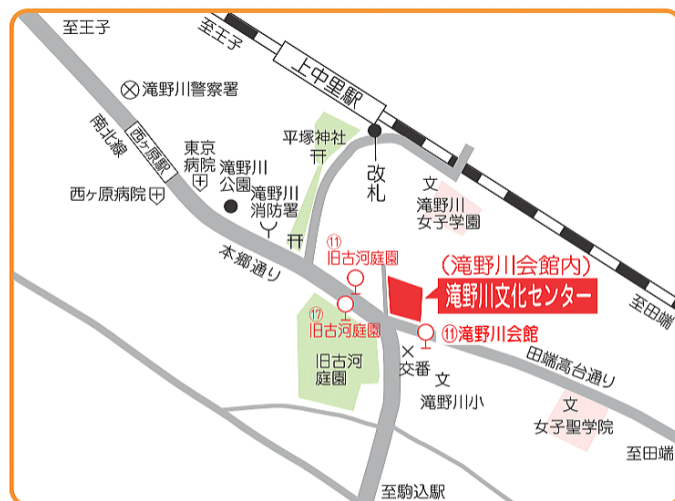 至王子
至王子
上中里駅
滝野川警察署
南北線
西ヶ原駅
平塚神社
東京
病院
滝野川
公園
滝野川
消防署
改札
文
滝野川
女子学園
西ヶ原病院
本郷通り
⑪
旧古河庭園
(滝野川会館内)
滝野川文化センター
至田端
⑰
旧古河庭園
⑪滝野川会館
旧古河
庭園
交番
文
滝野川小
田端高台通り
文
女子聖学院
至田端
至駒込駅